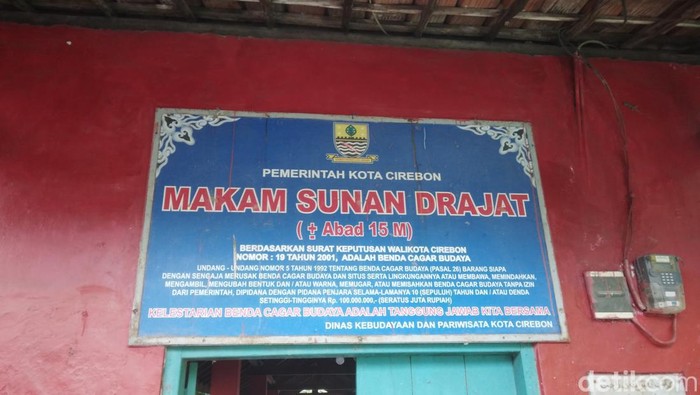 PEMERINTAH KOTA CIREBON
MAKAM SUNAN DRAJAT
( ± Abad 15 M)
BERDASARKAN SURAT KEPUTUSAN WALIKOTA CIREBON
NOMOR : 19 TAHUN 2001, ADALAH BENDA CAGAR BUDAYA
UNDANG - UNDANG NOMOR 5 TAHUN 1992 TENTANG BENDA CAGAR BUDAYA (PASAL 26) BARANG SIAPA
DENGAN SENGAJA MERUSAK BENDA CAGAR BUDAYA DAN SITUS SERTA LINGKUNGANNYA ATAU MEMBAWA, MEMINDAHKAN,
MENGAMBIL, MENGUBAH BENTUK DAN / ATAU WARNA, MEMUGAR, ATAU MEMISAHKAN BENDA CAGAR BUDAYA TANPA IZIN
DARI PEMERINTAH, DIPIDANA DENGAN PIDANA PENJARA SELAMA-LAMANYA 10 (SEPULUH) TAHUN DAN / ATAU DENDA
SETINGGI-TINGGINYA Rp. 100.000.000,- (SERATUS JUTA RUPIAH)
KELESTARIAN BENDA CAGAR BUDAYA ADALAH TANGGUNG JAWAB KITA BERSAMA
DINAS KEBUDAYAAN DAN PARIWISATA KOTA CIREBON
detikcom